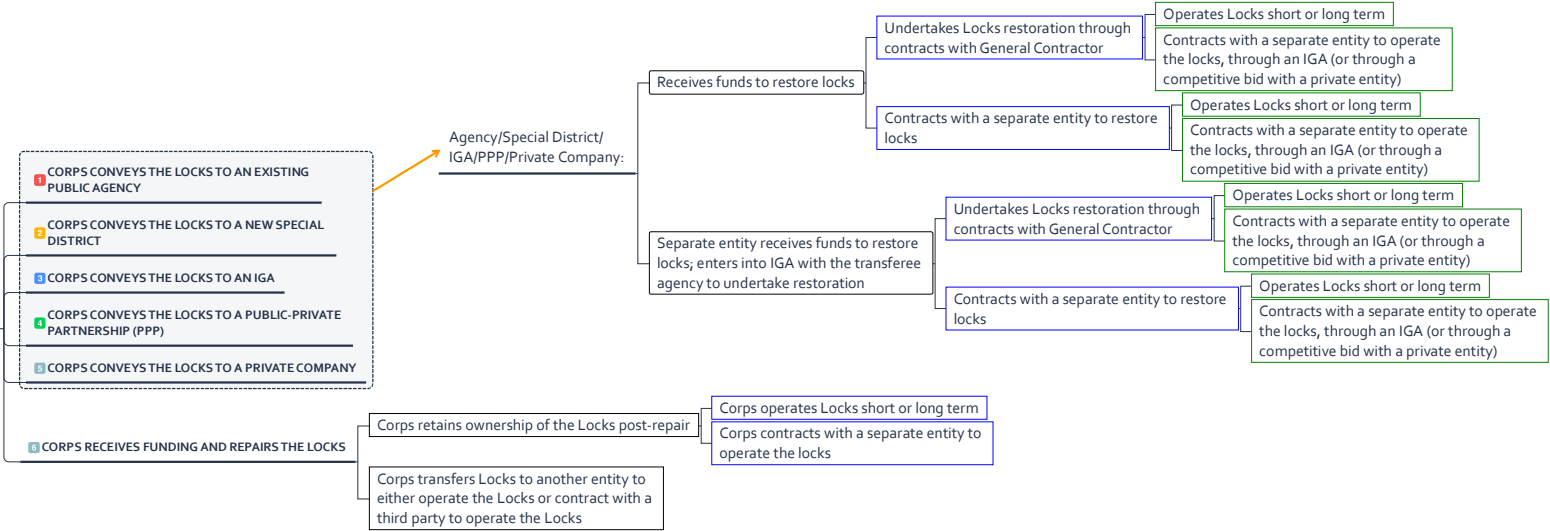 1 CORPS CONVEYS THE LOCKS TO AN EXISTING
PUBLIC AGENCY
2 CORPS CONVEYS THE LOCKS TO A NEW SPECIAL
DISTRICT
3 CORPS CONVEYS THE LOCKS TO AN IGA
4 CORPS CONVEYS THE LOCKS TO A PUBLIC-PRIVATE
PARTNERSHIP (PPP)
5 CORPS CONVEYS THE LOCKS TO A PRIVATE COMPANY
Agency/Special District/
IGA/PPP/Private Company:
Receives funds to restore locks
Undertakes Locks restoration through
contracts with General Contractor
Operates Locks short or long term
Contracts with a separate entity to operate
the locks, through an IGA (or through a
competitive bid with a private entity)
Contracts with a separate entity to restore
locks
Operates Locks short or long term
Contracts with a separate entity to operate
the locks, through an IGA (or through a
competitive bid with a private entity)
Separate entity receives funds to restore
locks; enters into IGA with the transferee
agency to undertake restoration
Undertakes Locks restoration through
contracts with General Contractor
Operates Locks short or long term
Contracts with a separate entity to operate
the locks, through an IGA (or through a
competitive bid with a private entity)
Contracts with a separate entity to restore
locks
Operates Locks short or long term
Contracts with a separate entity to operate
the locks, through an IGA (or through a
competitive bid with a private entity)
6 CORPS RECEIVES FUNDING AND REPAIRS THE LOCKS
Corps retains ownership of the Locks post-repair
Corps operates Locks short or long term
Corps contracts with a separate entity to
operate the locks
Corps transfers Locks to another entity to
either operate the Locks or contract with a
third party to operate the Locks